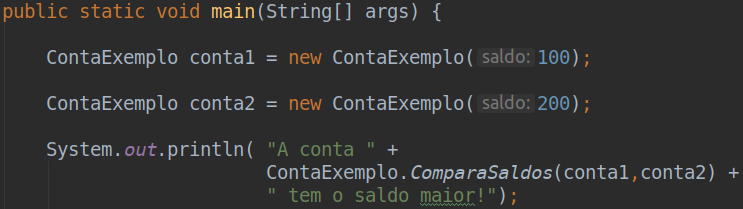 public static void main(String[] args) {
ContaExemplo conta1 = new ContaExemplo( saldo: 100);
ContaExemplo conta2 = new ContaExemplo( saldo: 200);
System.out.println( "A conta " +
ContaExemplo.ComparaSaldos(conta1,conta2) +
" tem o saldo maior!");